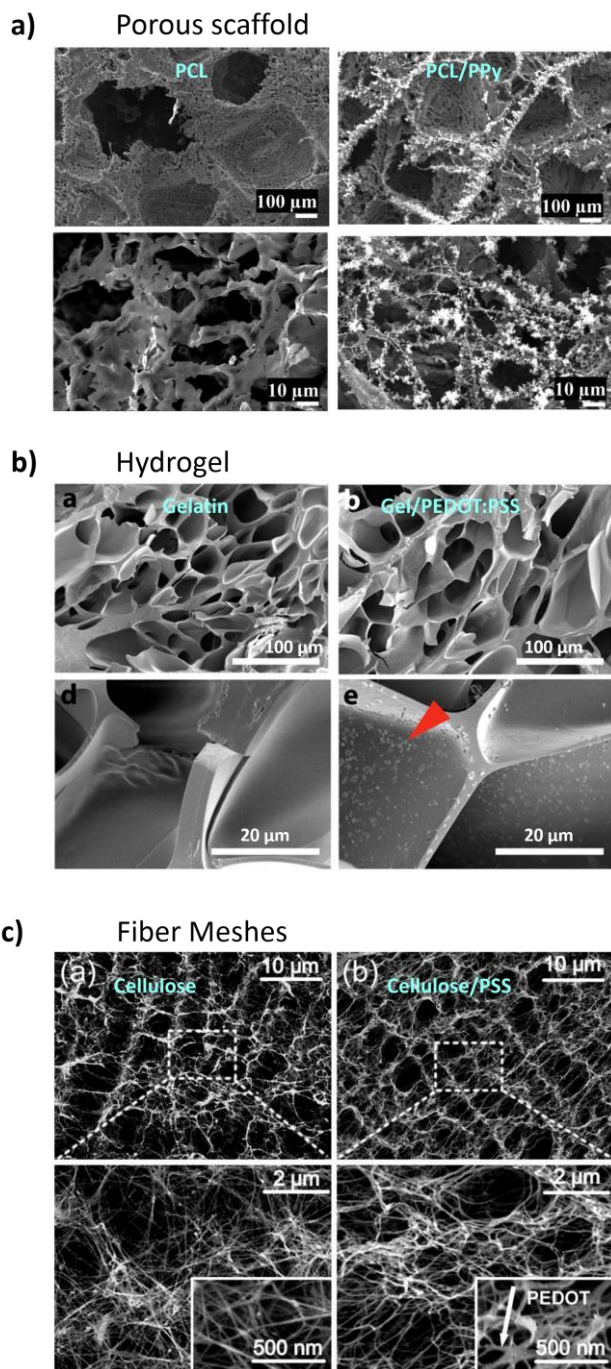 a) Porous scaffold
PCL
PCL/PPy
100 µm
100 µm
10 µm
10 µm
b) Hydrogel
a
Gelatin
b
Gel/PEDOT:PSS
100 µm
100 µm
d
e
20 µm
20 µm
c) Fiber Meshes
(a)
10 µm
Cellulose
(b)
10 µm
Cellulose/PSS
2 µm
2 µm
500 nm
PEDOT
500 nm